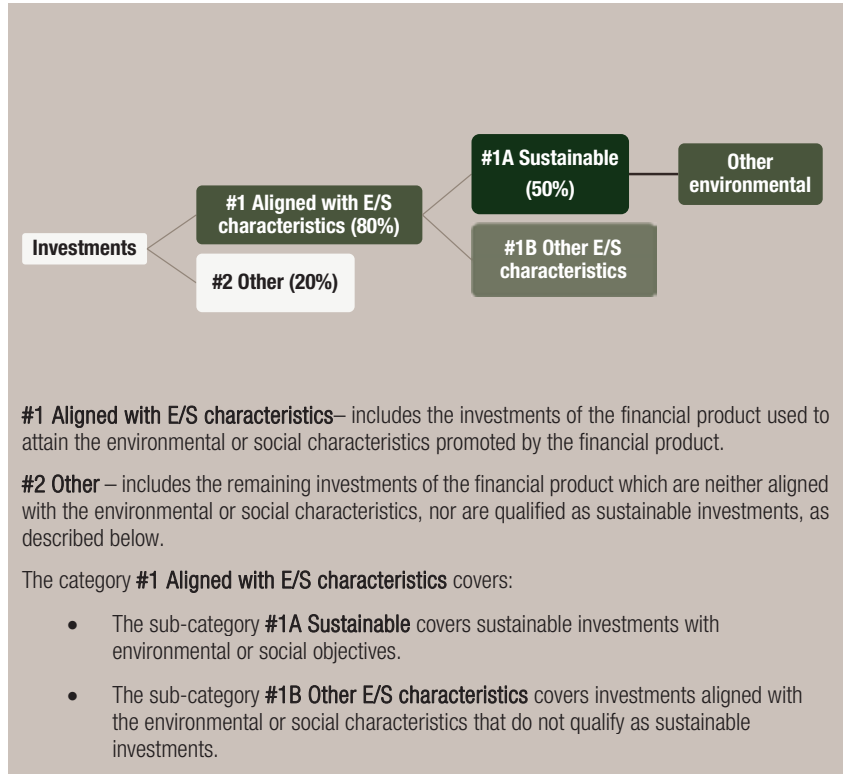 #1A Sustainable
(50%)
Other
environmental
#1 Aligned with E/S
characteristics (80%)
Investments
#1B Other E/S
characteristics
#2 Other (20%)
#1 Aligned with E/S characteristics– includes the investments of the financial product used to
attain the environmental or social characteristics promoted by the financial product.
#2 Other – includes the remaining investments of the financial product which are neither aligned
with the environmental or social characteristics, nor are qualified as sustainable investments, as
described below.
The category #1 Aligned with E/S characteristics covers:
• The sub-category #1A Sustainable covers sustainable investments with
environmental or social objectives.
• The sub-category #1B Other E/S characteristics covers investments aligned with
the environmental or social characteristics that do not qualify as sustainable
investments.